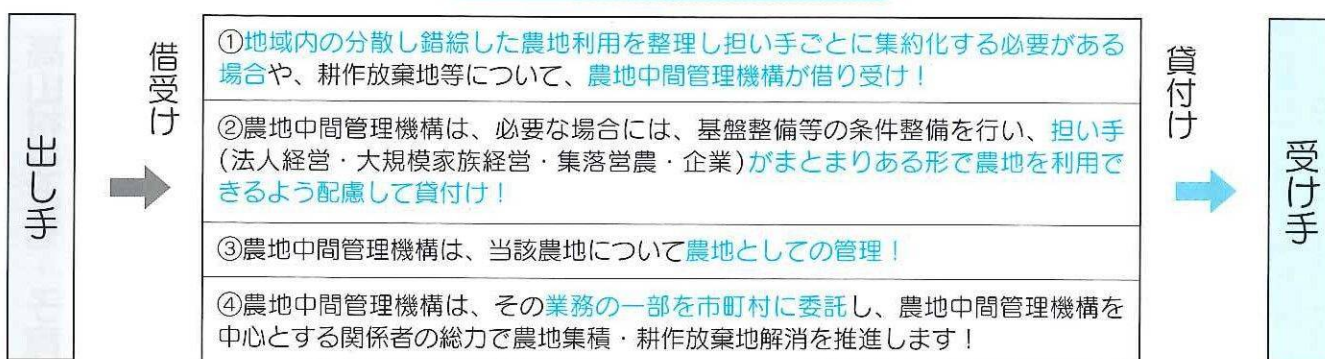 出し手
借受け
①地域内の分散し錯綜した農地利用を整理し担い手ごとに集約化する必要がある
場合や、耕作放棄地等について、農地中間管理機構が借り受け！
②農地中間管理機構は、必要な場合には、基盤整備等の条件整備を行い、担い手
(法人経営・大規模家族経営・集落営農・企業)がまとまりある形で農地を利用で
きるよう配慮して貸付け！
③農地中間管理機構は、当該農地について農地としての管理！
④農地中間管理機構は、その業務の一部を市町村に委託し、農地中間管理機構を
中心とする関係者の総力で農地集積・耕作放棄地解消を推進します！
貸付け
受け手